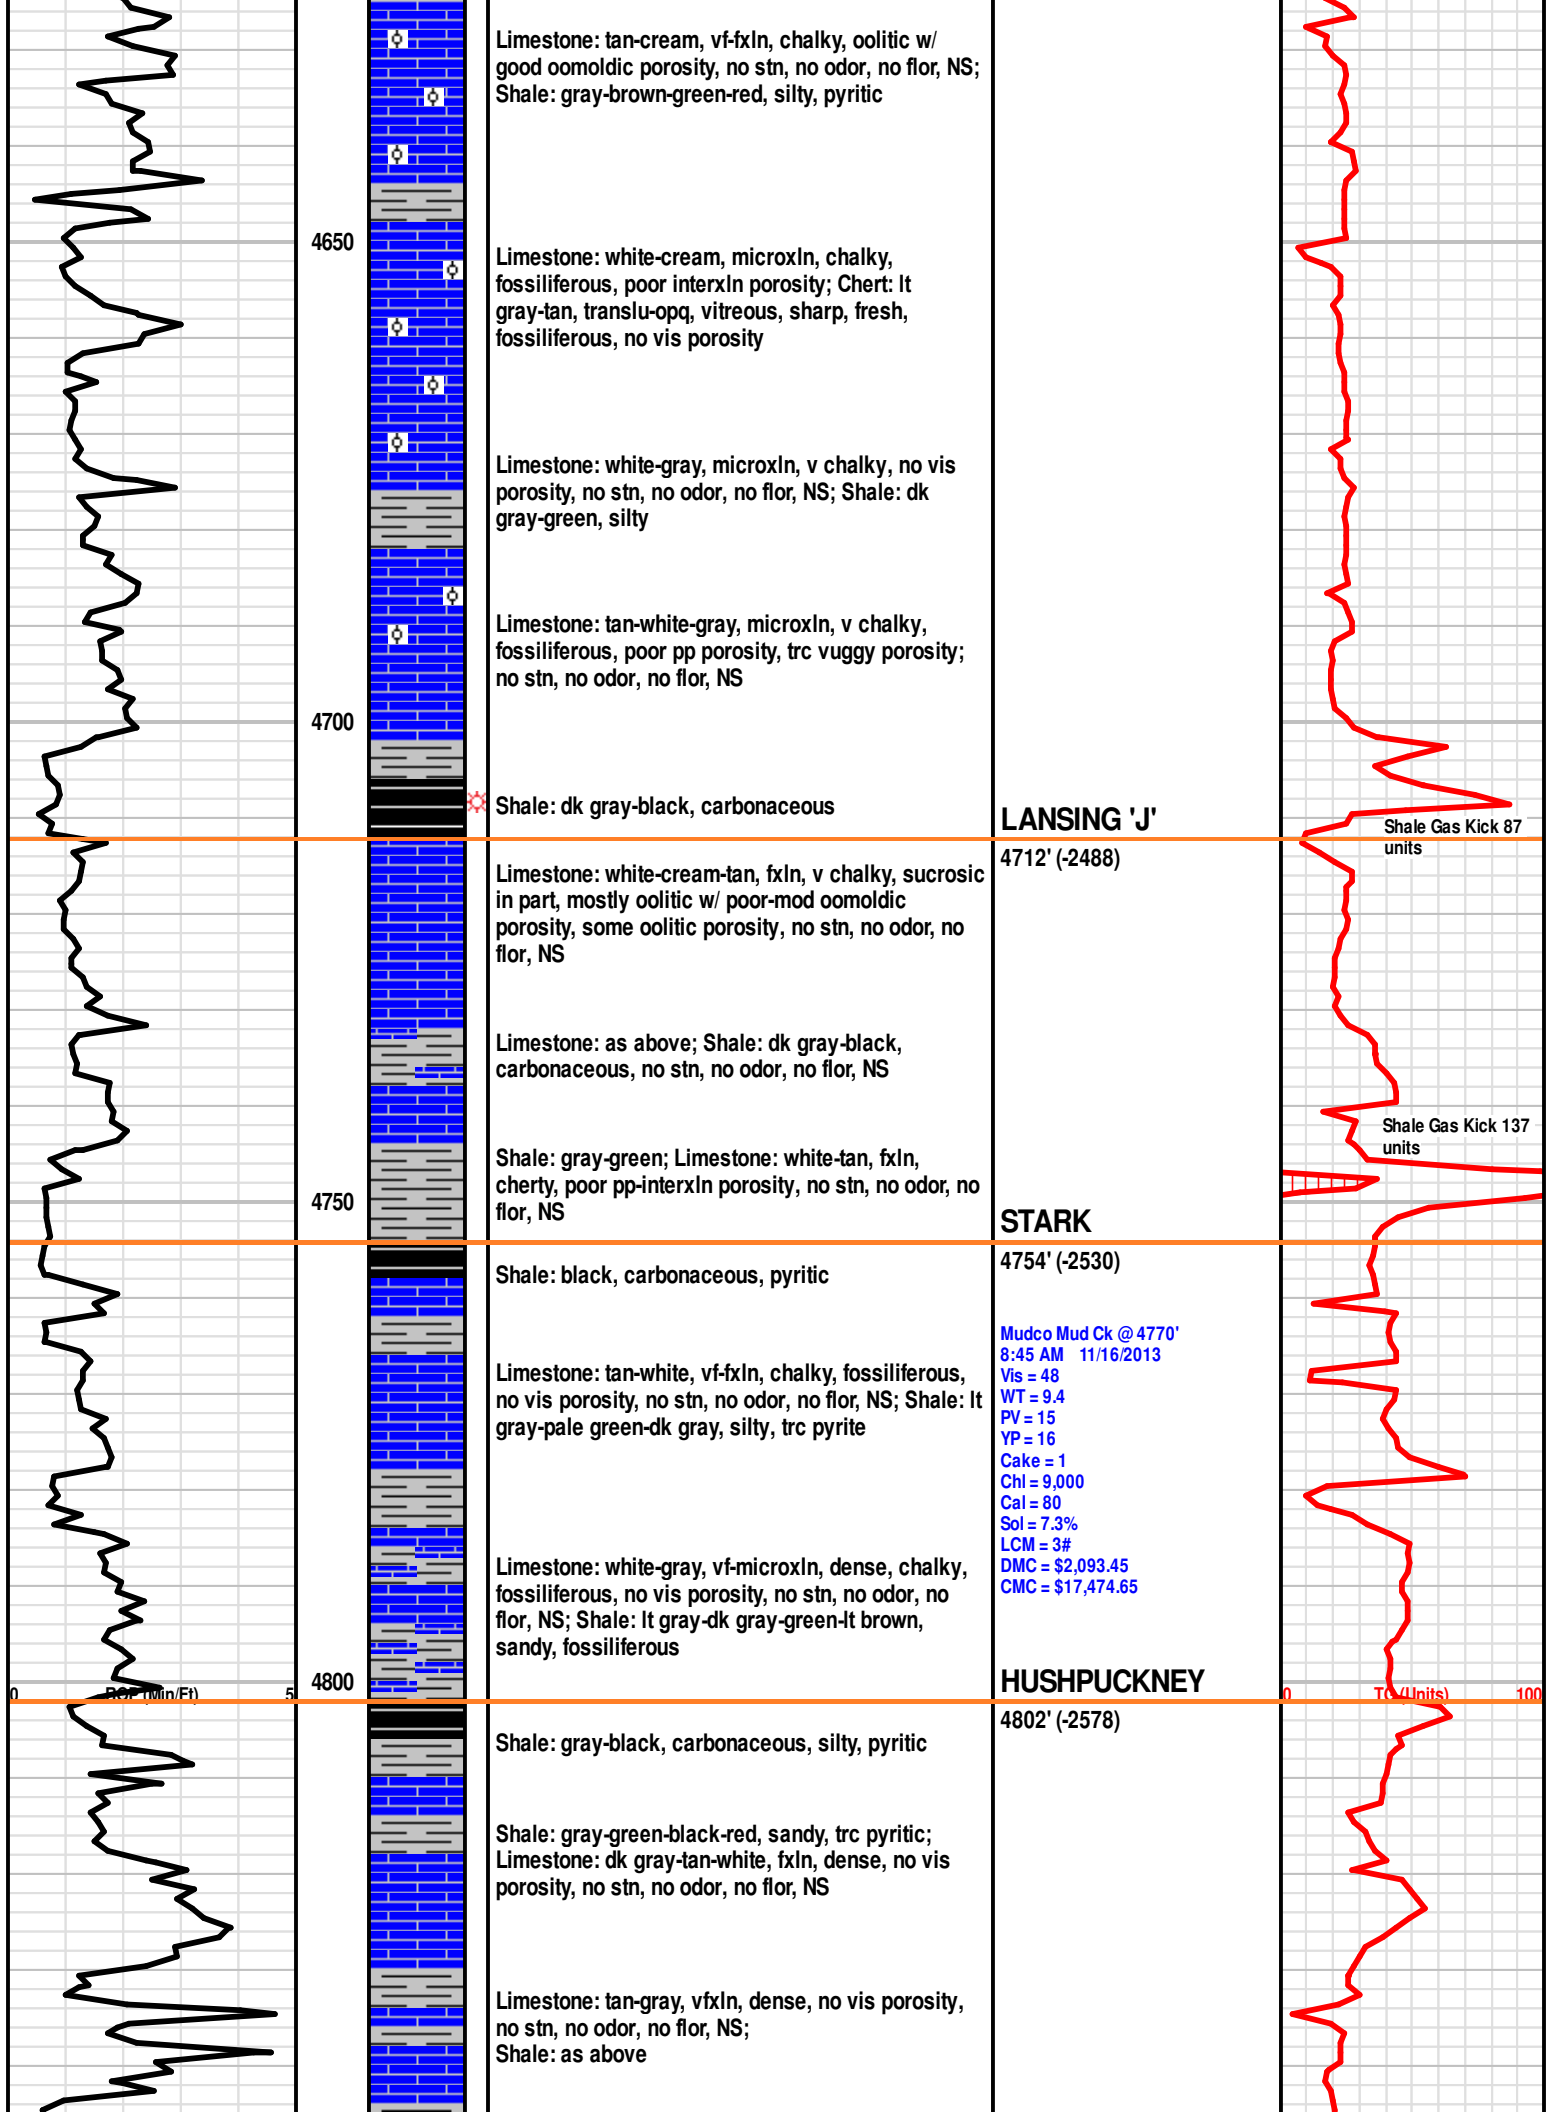 Limestone: tan-cream, vf-fxln, chalky, oolitic w/
good oomoldic porosity, no stn, no odor, no flor, NS;
Shale: gray-brown-green-red, silty, pyritic
4650
Limestone: white-cream, microxln, chalky,
fossiliferous, poor interxln porosity; Chert: lt
gray-tan, translu-opq, vitreous, sharp, fresh,
fossiliferous, no vis porosity
Limestone: white-gray, microxln, v chalky, no vis
porosity, no stn, no odor, no flor, NS; Shale: dk
gray-green, silty
Limestone: tan-white-gray, microxln, v chalky,
fossiliferous, poor pp porosity, trc vuggy porosity;
no stn, no odor, no flor, NS
4700
Shale: dk gray-black, carbonaceous
LANSING 'J'
4712' (-2488)
Shale Gas Kick 87
units
Limestone: white-cream-tan, fxln, v chalky, sucrosic
in part, mostly oolitic w/ poor-mod oomoldic
porosity, some oolitic porosity, no stn, no odor, no
flor, NS
Limestone: as above; Shale: dk gray-black,
carbonaceous, no stn, no odor, no flor, NS
Shale Gas Kick 137
units
Shale: gray-green; Limestone: white-tan, fxln,
cherty, poor pp-interxln porosity, no stn, no odor, no
flor, NS
4750
STARK
4754' (-2530)
Shale: black, carbonaceous, pyritic
Mudco Mud Ck @ 4770'
8:45 AM 11/16/2013
Vis = 48
WT = 9.4
PV = 15
YP = 16
Cake = 1
Chl = 9,000
Cal = 80
Sol = 7.3%
LCM = 3#
DMC = $2,093.45
CMC = $17,474.65
Limestone: tan-white, vf-fxln, chalky, fossiliferous,
no vis porosity, no stn, no odor, no flor, NS; Shale: lt
gray-pale green-dk gray, silty, trc pyrite
Limestone: white-gray, vf-microxln, dense, chalky,
fossiliferous, no vis porosity, no stn, no odor, no
flor, NS; Shale: lt gray-dk gray-green-lt brown,
sandy, fossiliferous
4800
HUSHPUCKNEY
4802' (-2578)
0 ROP (Min/Ft) 5
0 TG (Units) 100
Shale: gray-black, carbonaceous, silty, pyritic
Shale: gray-green-black-red, sandy, trc pyritic;
Limestone: dk gray-tan-white, fxln, dense, no vis
porosity, no stn, no odor, no flor, NS
Limestone: tan-gray, vfxln, dense, no vis porosity,
no stn, no odor, no flor, NS;
Shale: as above